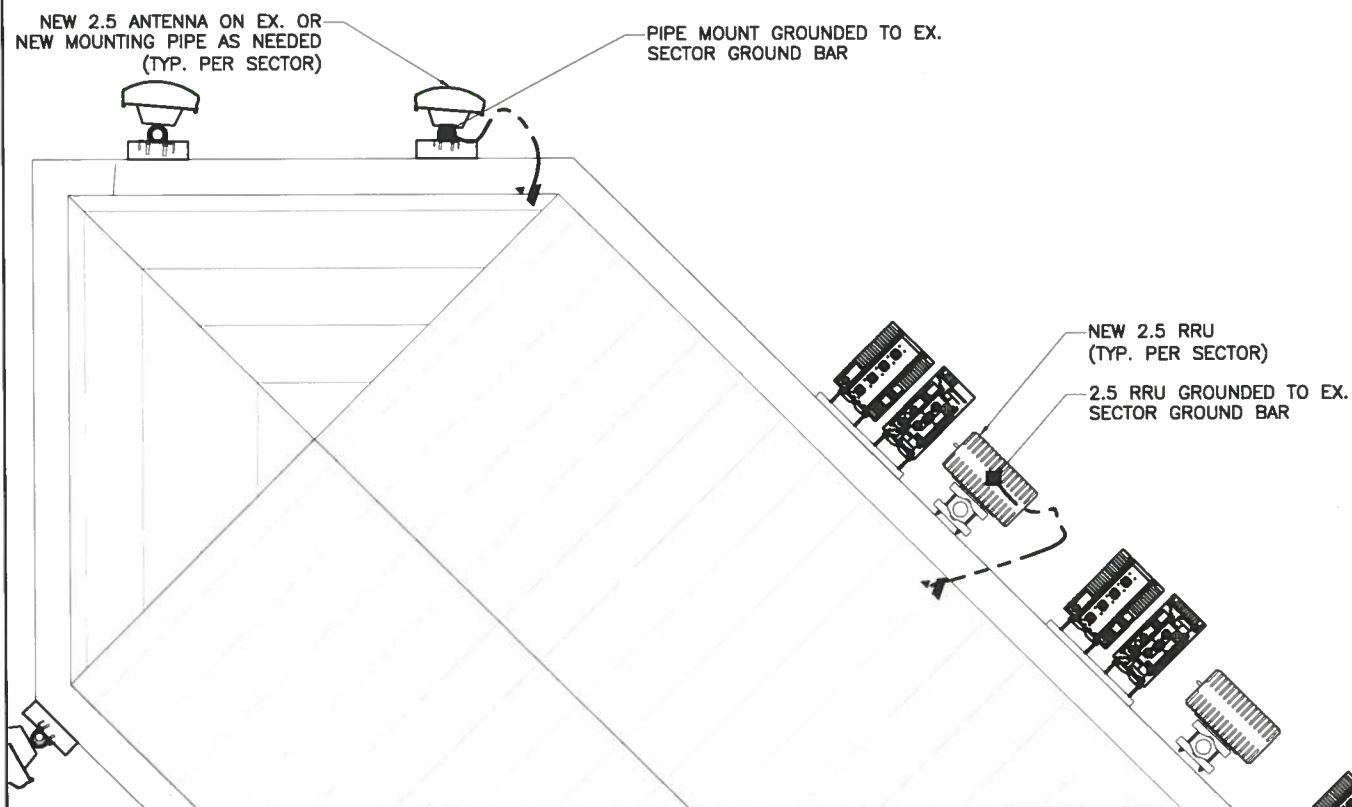 NEW 2.5 ANTENNA ON EX. OR
NEW MOUNTING PIPE AS NEEDED
(TYP. PER SECTOR)
PIPE MOUNT GROUNDED TO EX.
SECTOR GROUND BAR
NEW 2.5 RRU
(TYP. PER SECTOR)
2.5 RRU GROUNDED TO EX.
SECTOR GROUND BAR